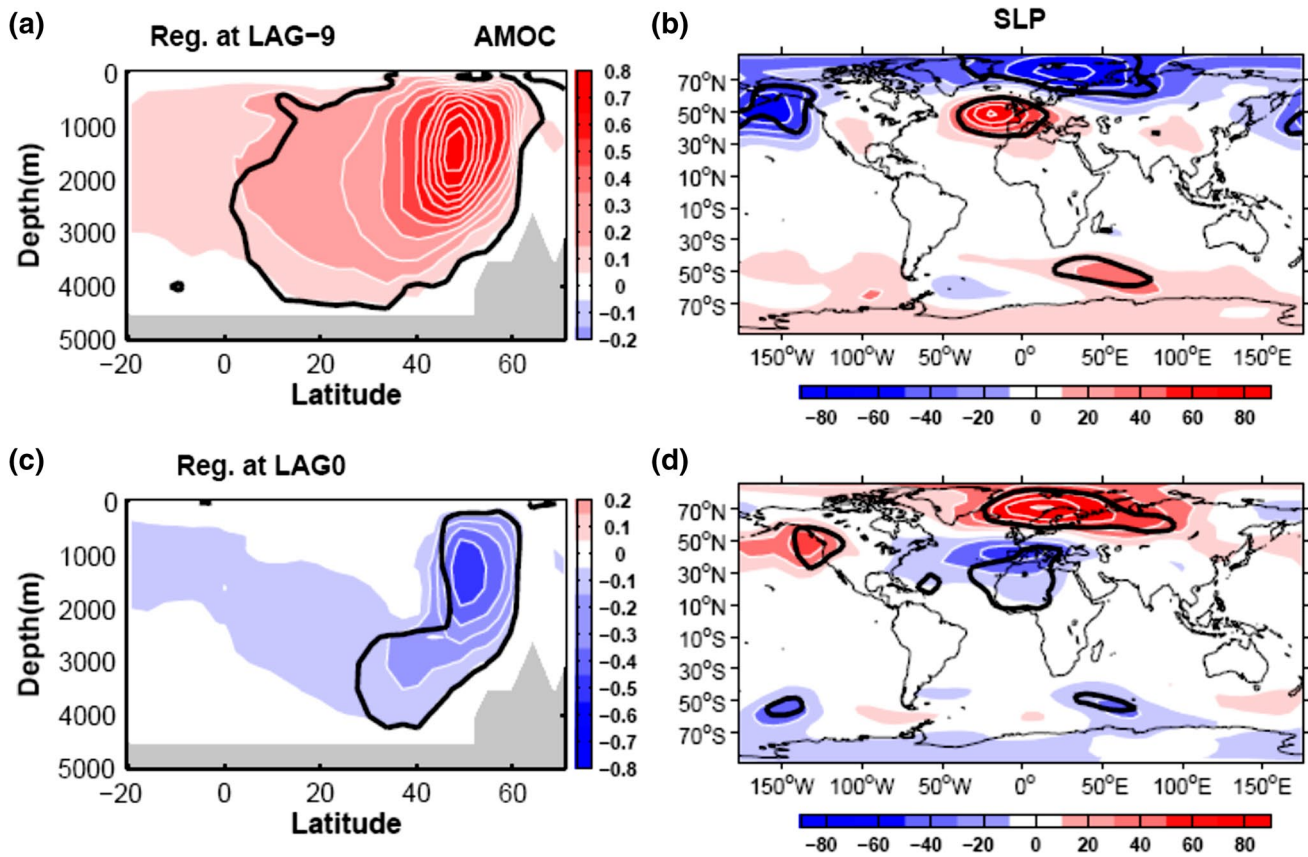 (a) Reg. at LAG-9 AMOC
Depth(m)
0
1000
2000
3000
4000
5000
-20 0 20 40 60
Latitude
0.8
0.7
0.6
0.5
0.4
0.3
0.2
0.1
0
-0.1
-0.2
(b) SLP
70°N
50°N
30°N
10°N
10°S
30°S
50°S
70°S
150°W 100°W 50°W 0° 50°E 100°E 150°E
-80 -60 -40 -20 0 20 40 60 80
(c) Reg. at LAG0
Depth(m)
0
1000
2000
3000
4000
5000
-20 0 20 40 60
Latitude
0.2
0.1
0
-0.1
-0.2
-0.3
-0.4
-0.5
-0.6
-0.7
-0.8
(d)
70°N
50°N
30°N
10°N
10°S
30°S
50°S
70°S
150°W 100°W 50°W 0° 50°E 100°E 150°E
-80 -60 -40 -20 0 20 40 60 80